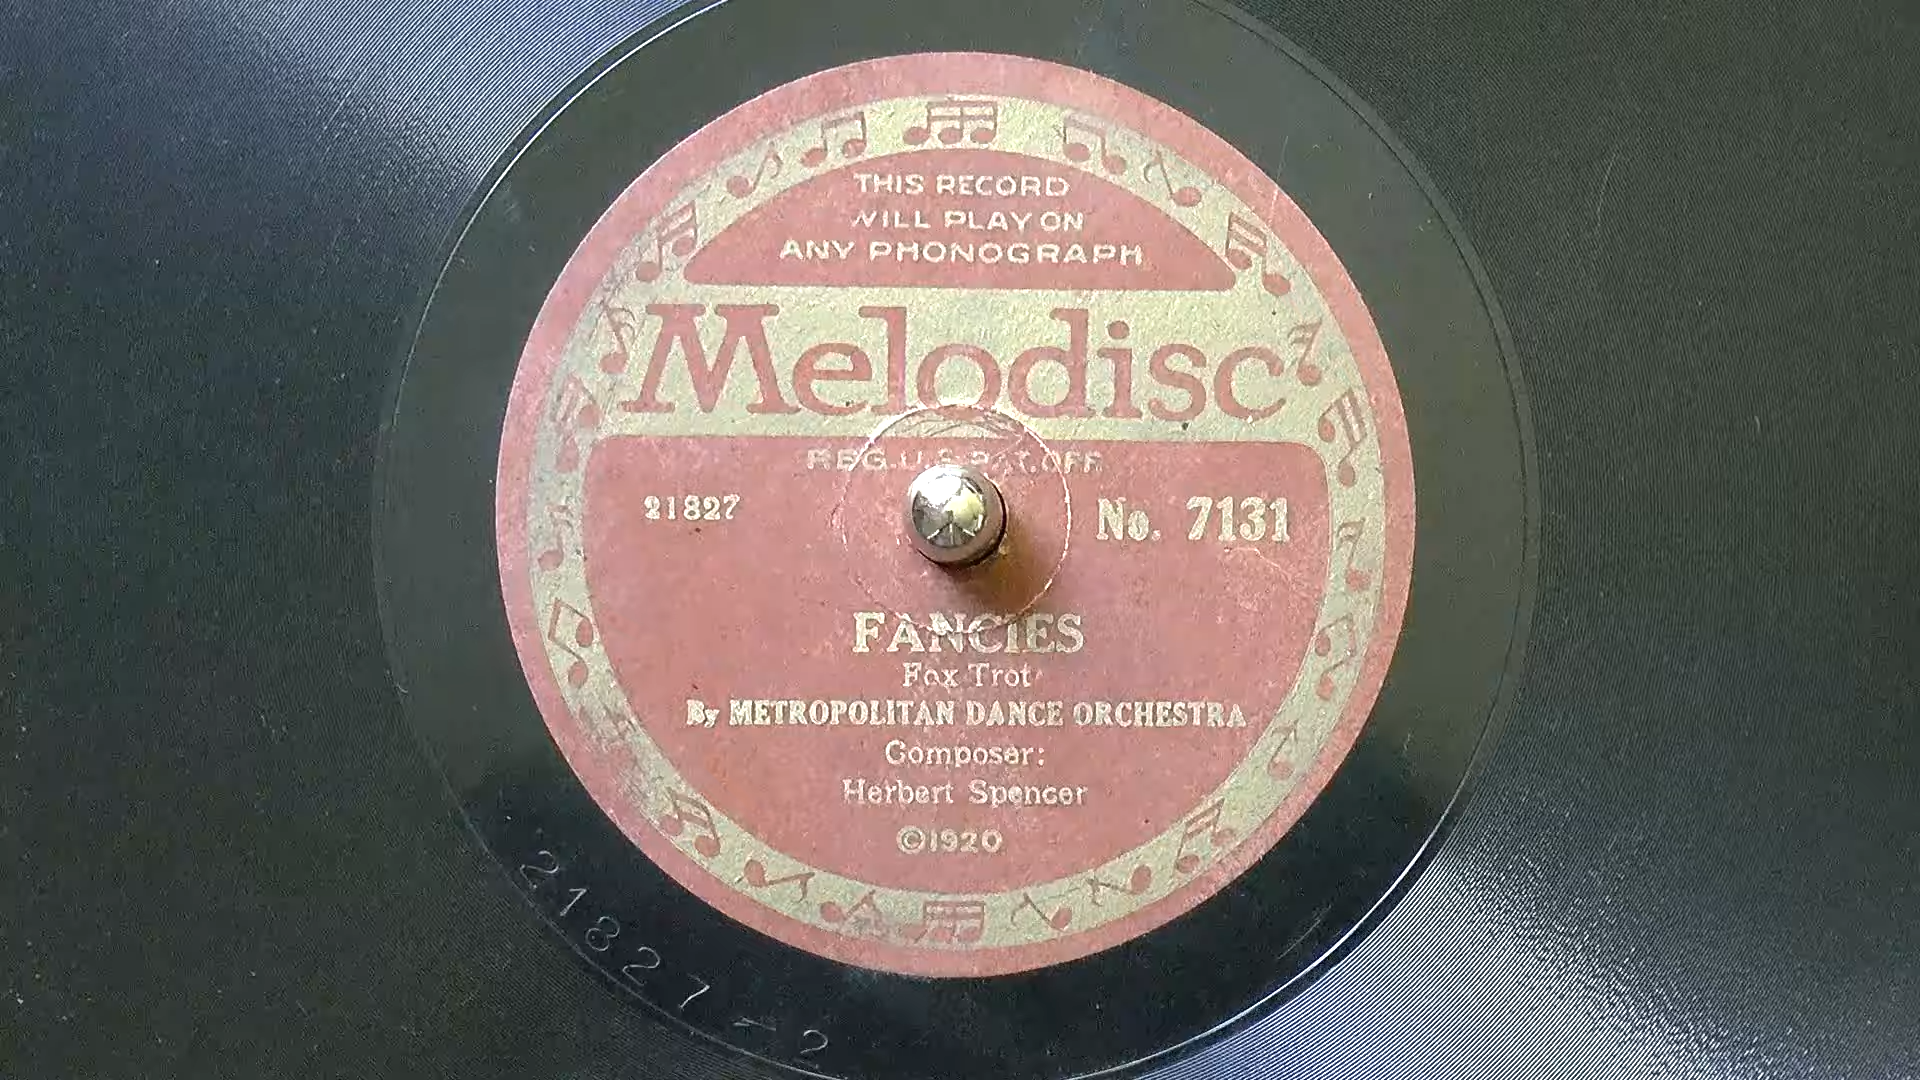 THIS RECORD
WILL PLAY ON
ANY PHONOGRAPH
Melodisc
REG. U.S. PAT. OFF.
21827
No. 7131
FANCIES
Fox Trot
By METROPOLITAN DANCE ORCHESTRA
Composer:
Herbert Spencer
©1920
21827-2